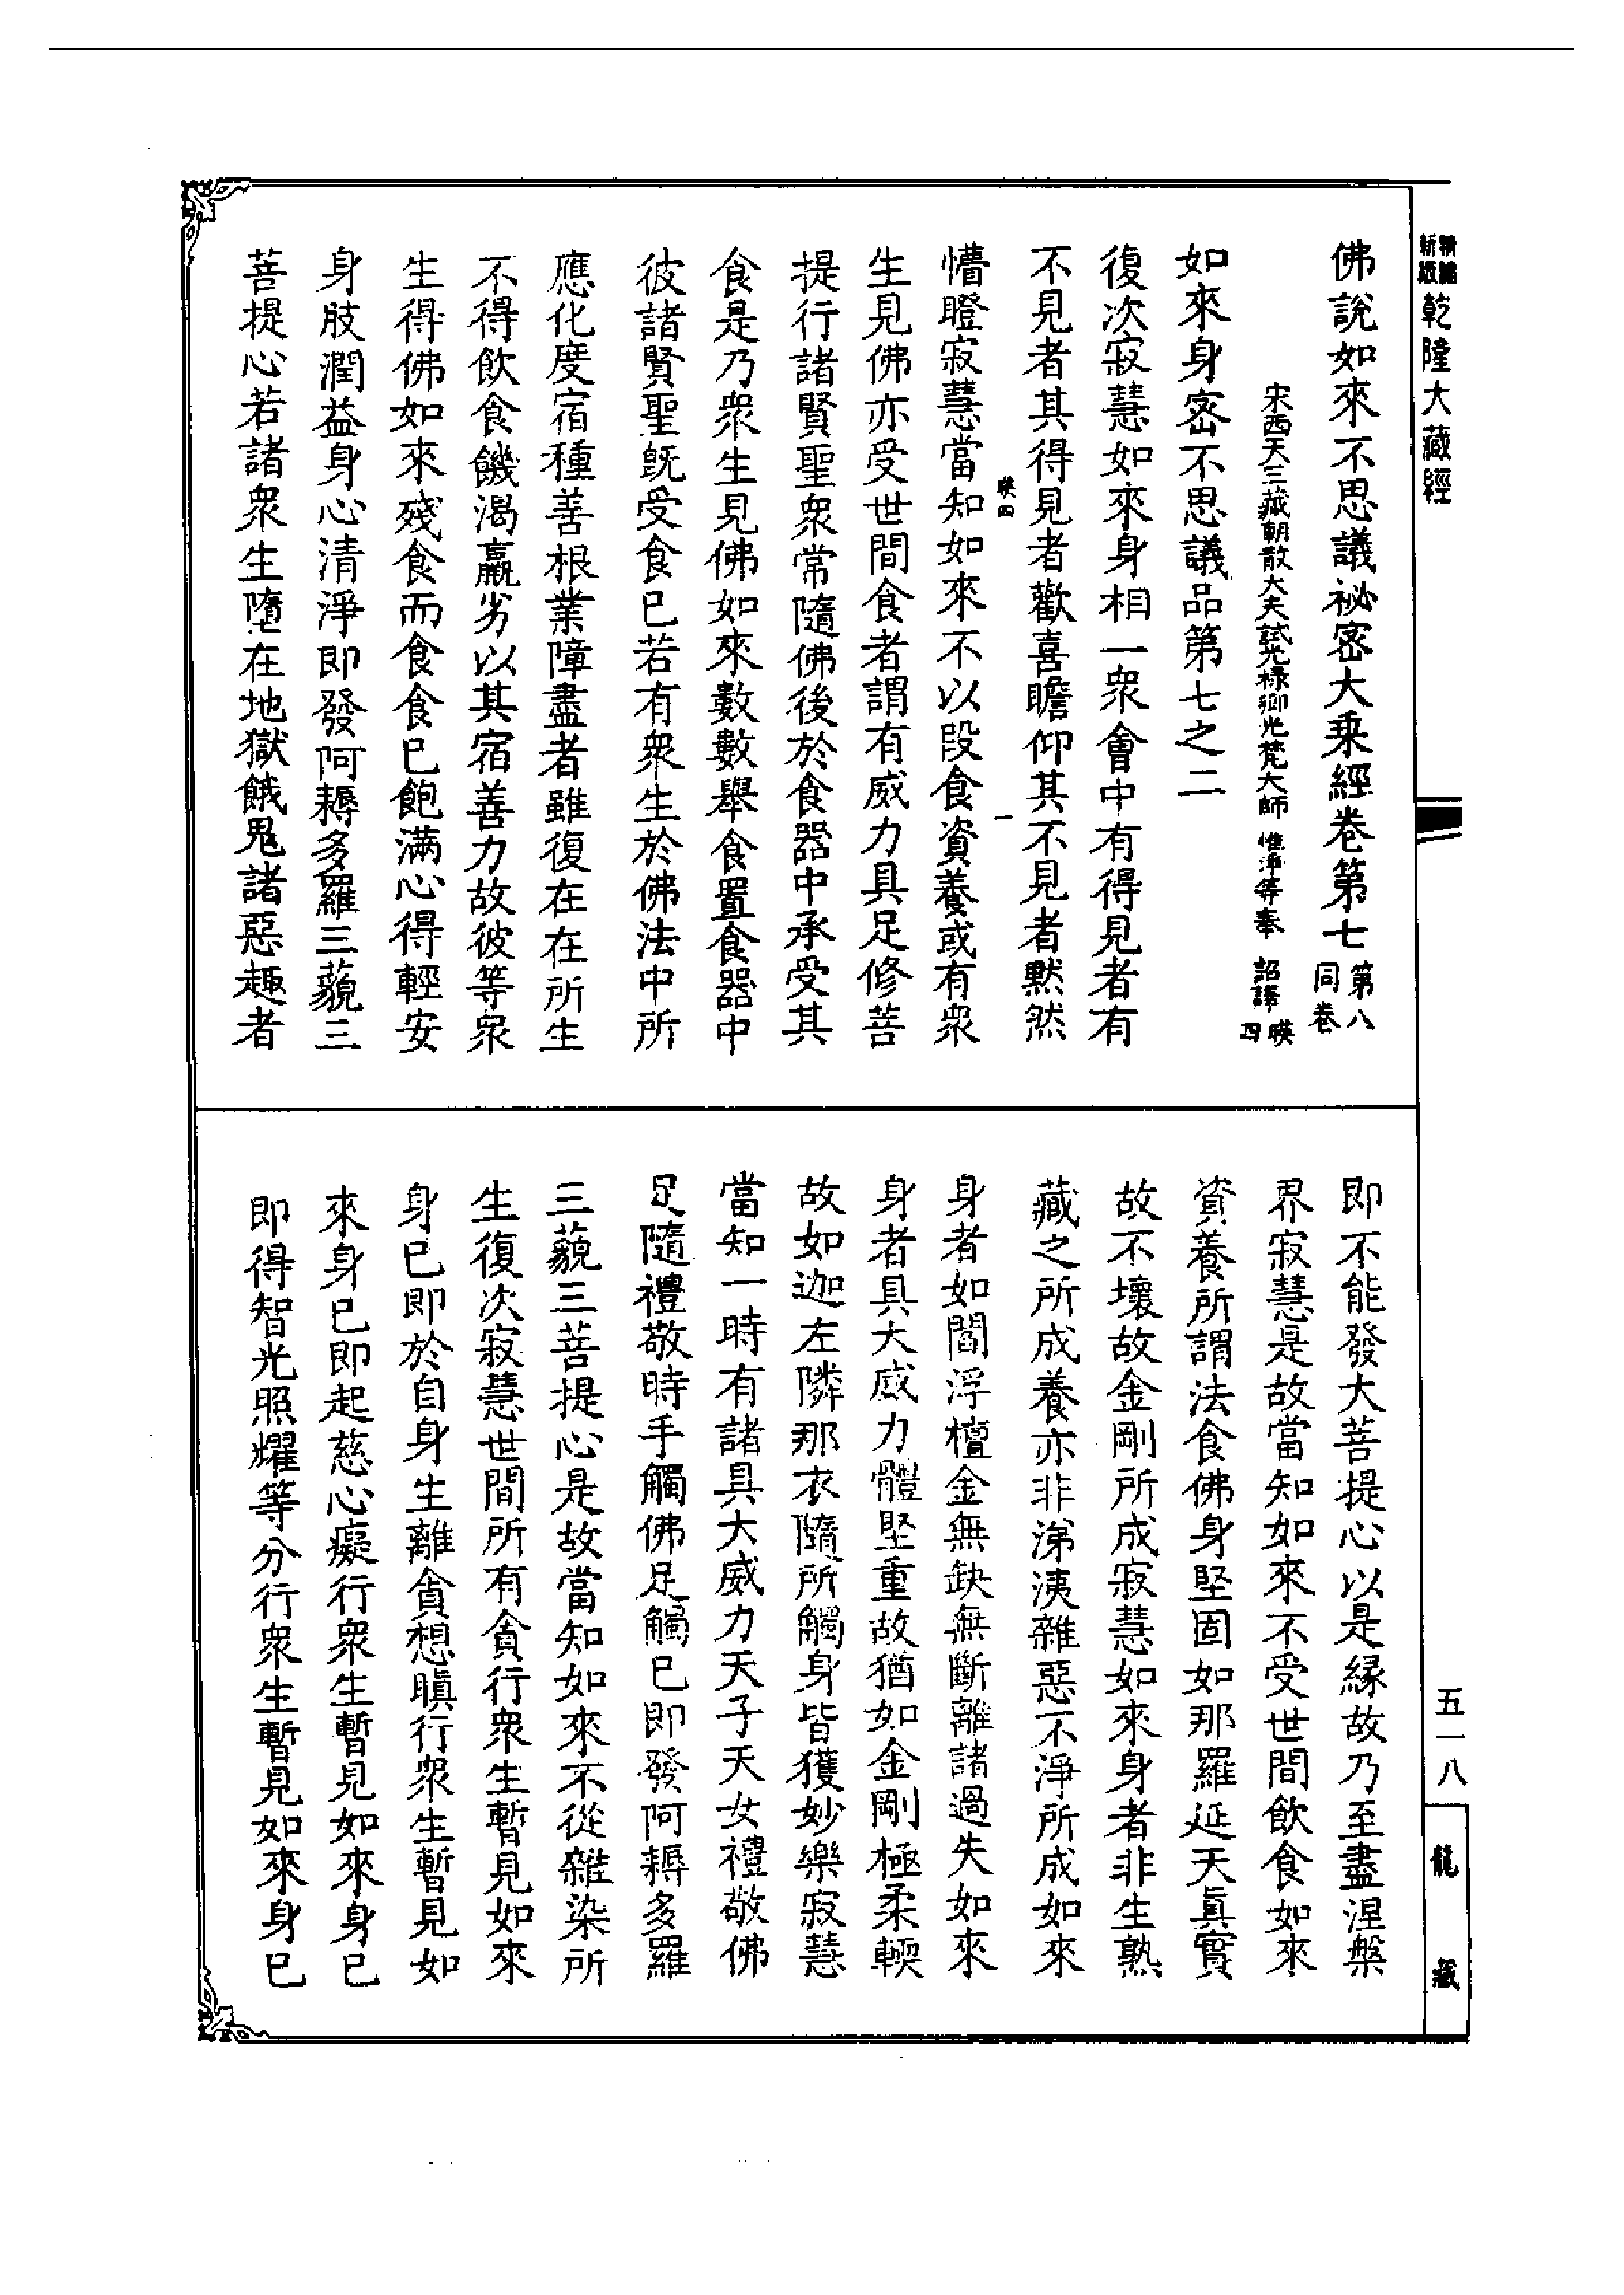 新編縮
乾隆大藏經
佛說如來不思議祕密大乘經卷第七第八同卷
宋西天三藏朝散大夫試光祿卿光梵大師惟淨等奉 詔譯 暎四
如來身密不思議品第七之二
復次寂慧如來身相一眾會中有得見者有
不見者其得見者歡喜瞻仰其不見者默然
暎四 一
懵瞪寂慧當知如來不以段食資養或有眾
生見佛亦受世間食者謂有威力具足修菩
提行諸賢聖眾常隨佛後於食器中承受其
食是乃眾生見佛如來數數舉食置食器中
彼諸賢聖既受食已若有眾生於佛法中所
應化度宿種善根業障盡者雖復在在所生
不得飲食饑渴羸劣以其宿善力故彼等眾
生得佛如來殘食而食食已飽滿心得輕安
身肢潤益身心清淨即發阿耨多羅三藐三
菩提心若諸眾生墮在地獄餓鬼諸惡趣者
即不能發大菩提心以是緣故乃至盡涅槃
界寂慧是故當知如來不受世間飲食如來
資養所謂法食佛身堅固如那羅延天真實
故不壞故金剛所成寂慧如來身者非生熟
藏之所成養亦非涕洟雜惡不淨所成如來
身者如閻浮檀金無缺無斷離諸過失如來
身者具大威力體堅重故猶如金剛極柔輭
故如迦左隣那衣隨所觸身皆獲妙樂寂慧
當知一時有諸具大威力天子天女禮敬佛
足隨禮敬時手觸佛足觸已即發阿耨多羅
三藐三菩提心是故當知如來不從雜染所
生復次寂慧世間所有貪行眾生暫見如來
身已即於自身生離貪想瞋行眾生暫見如
來身已即起慈心癡行眾生暫見如來身已
即得智光照耀等分行眾生暫見如來身已
五一八
龍藏